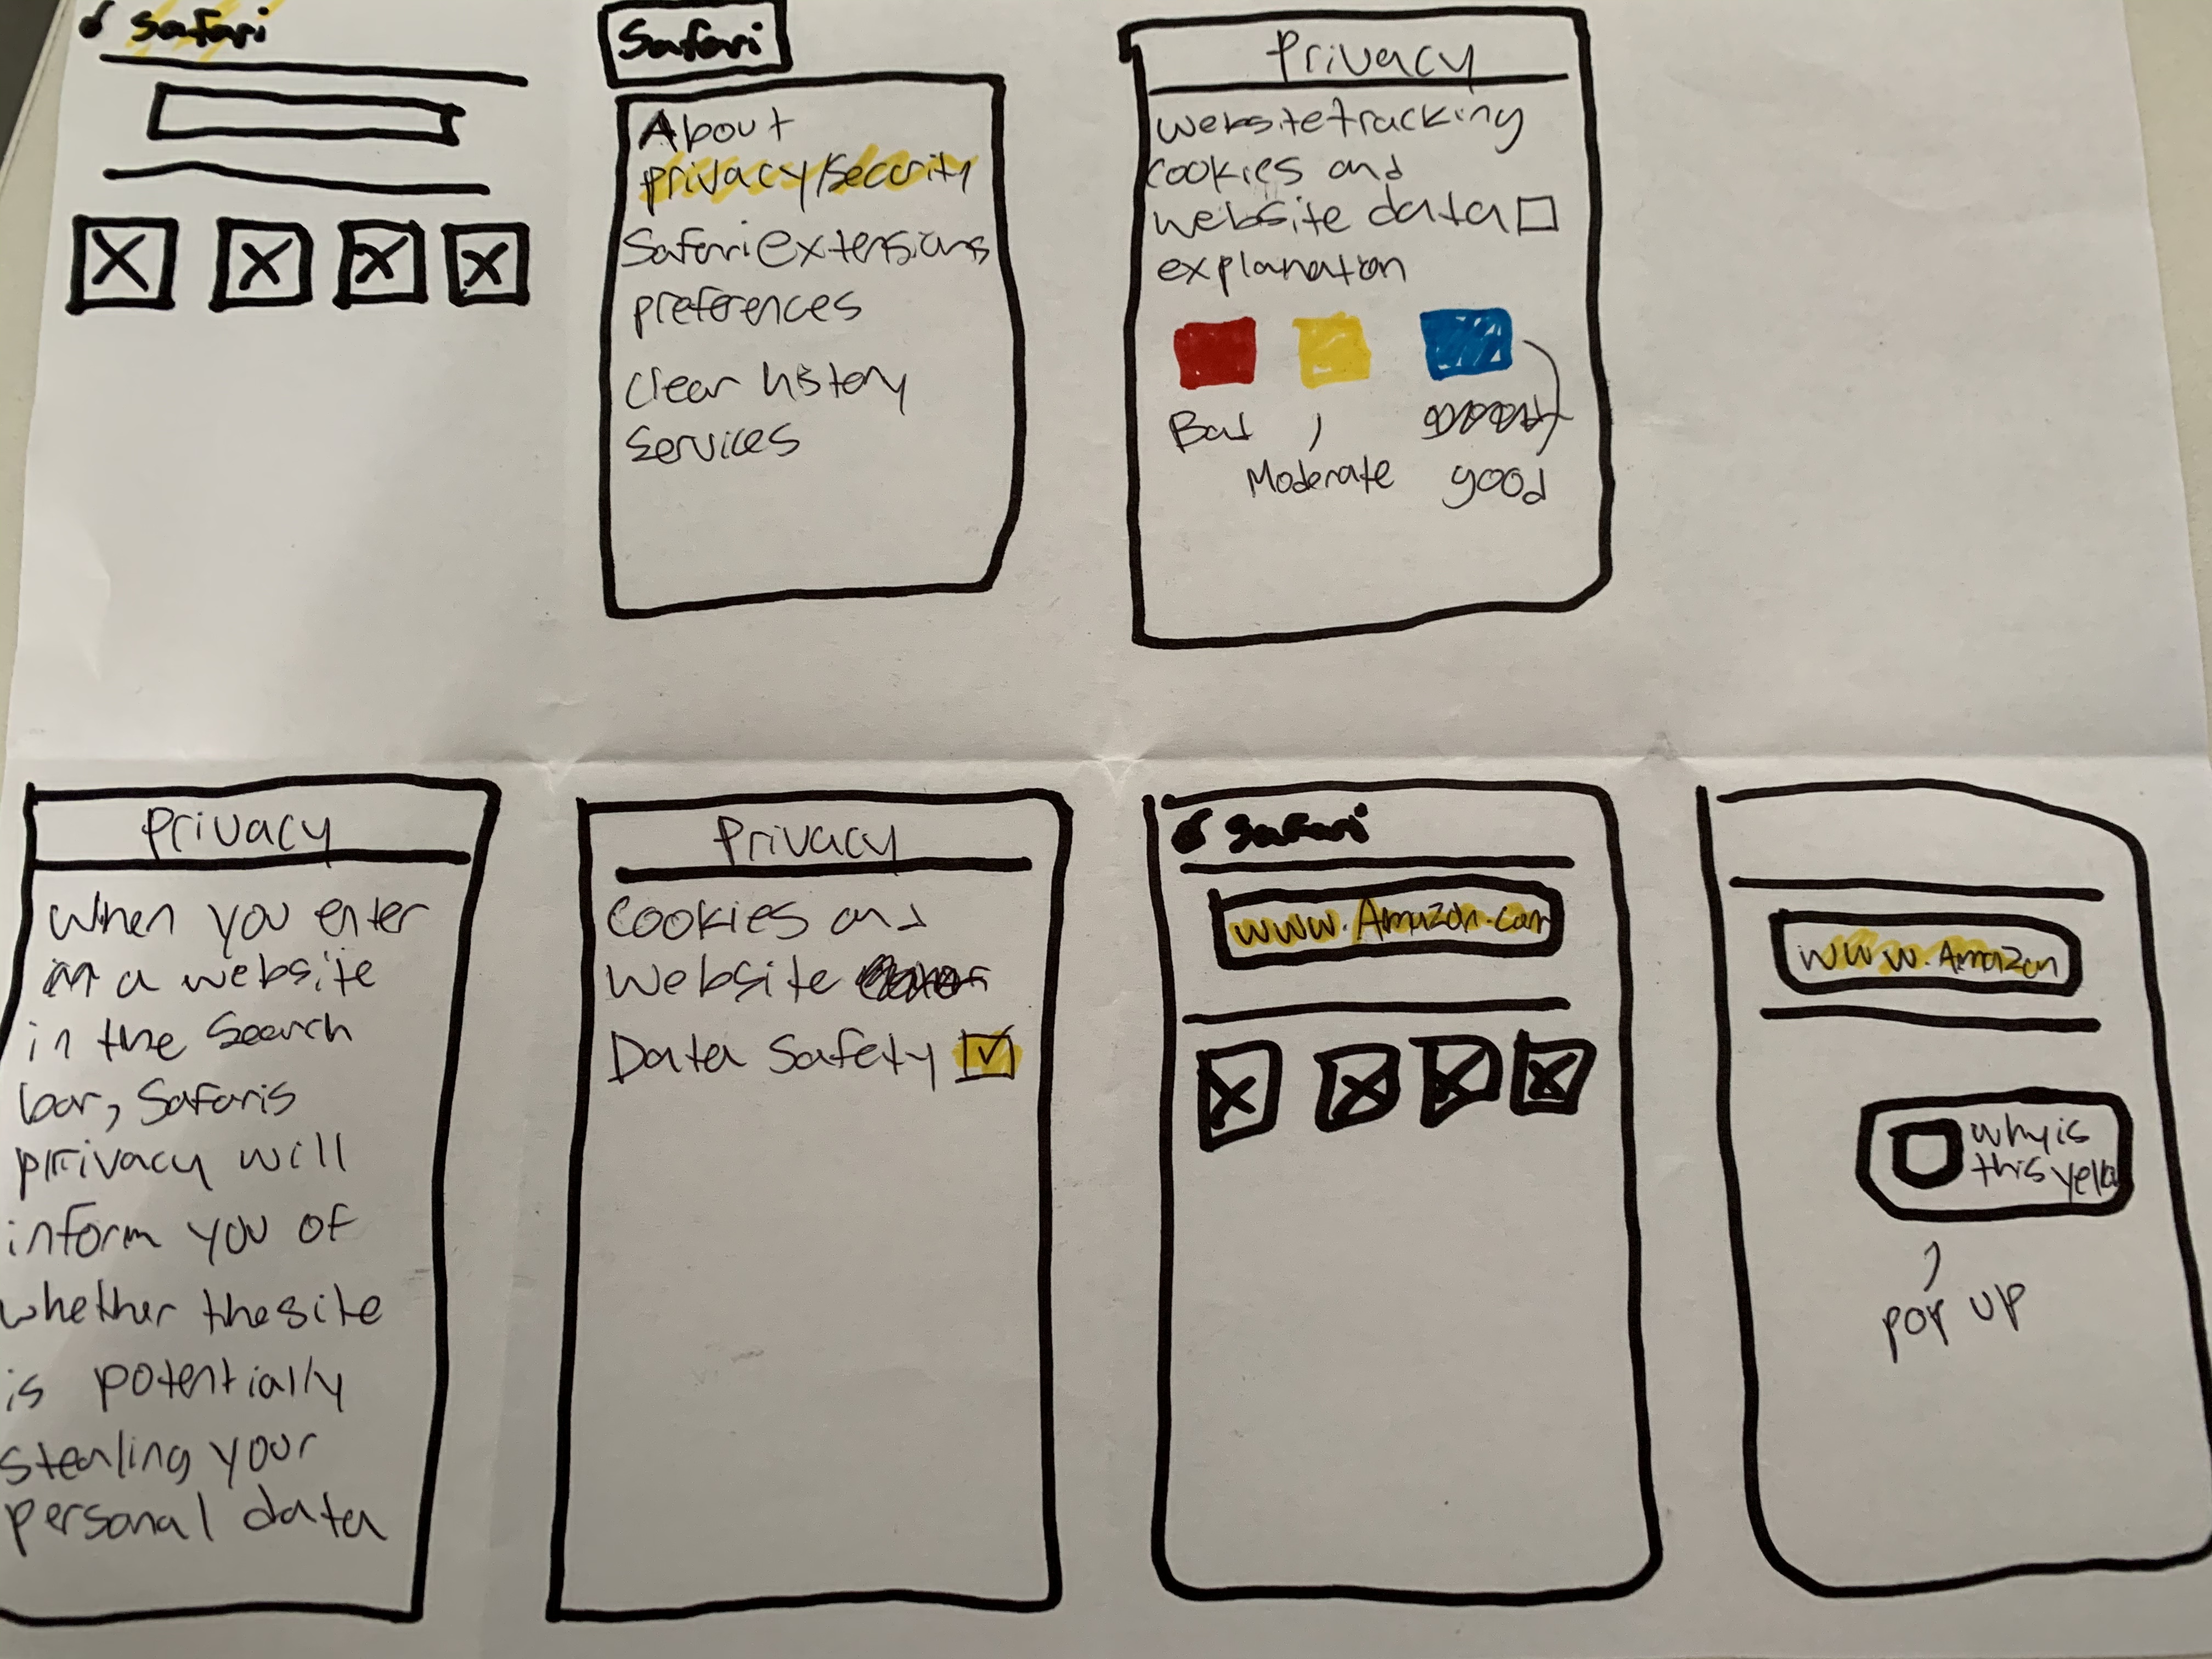 Safari
Safari
About
privacy/security
Safari extensions
preferences
clear history
services
Privacy
website tracking
cookies and
website data
explanation
Bad
Moderate
good
Privacy
When you enter
a website
in the search
bar, Safaris
privacy will
inform you of
whether the site
is potentially
stealing your
personal data
Privacy
Cookies and
website
Data Safety
Safari
www.Amazon.com
www.Amazon
why is
this yello
pop up